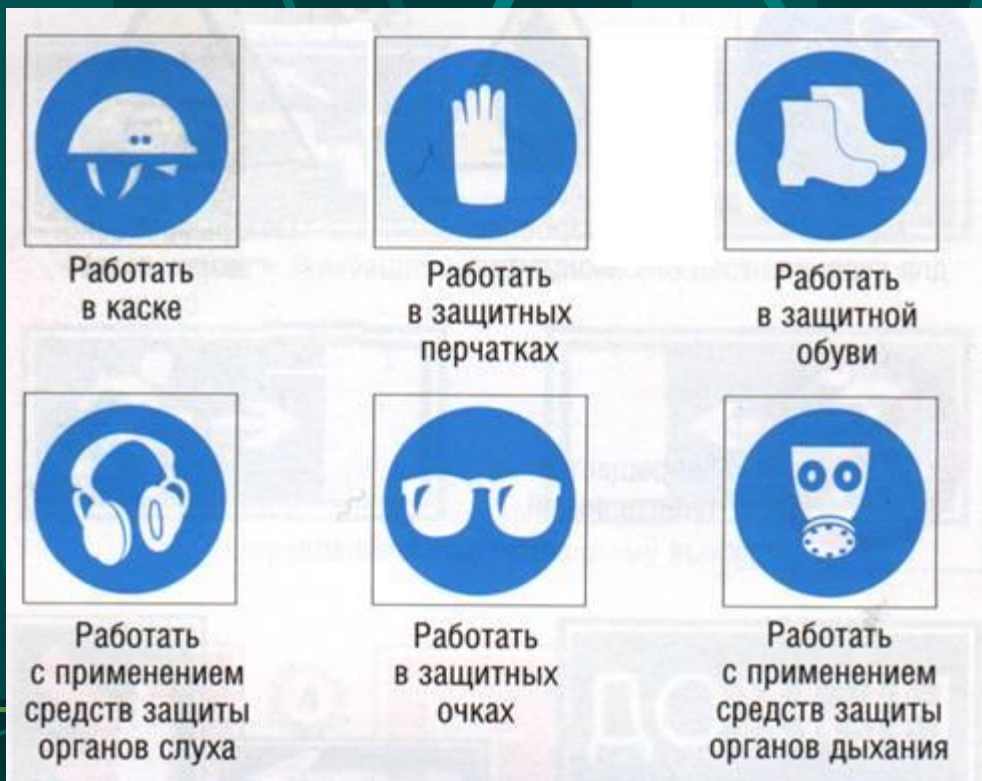 Работать
в каске
Работать
в защитных
перчатках
Работать
в защитной
обуви
Работать
с применением
средств защиты
органов слуха
Работать
в защитных
очках
Работать
с применением
средств защиты
органов дыхания